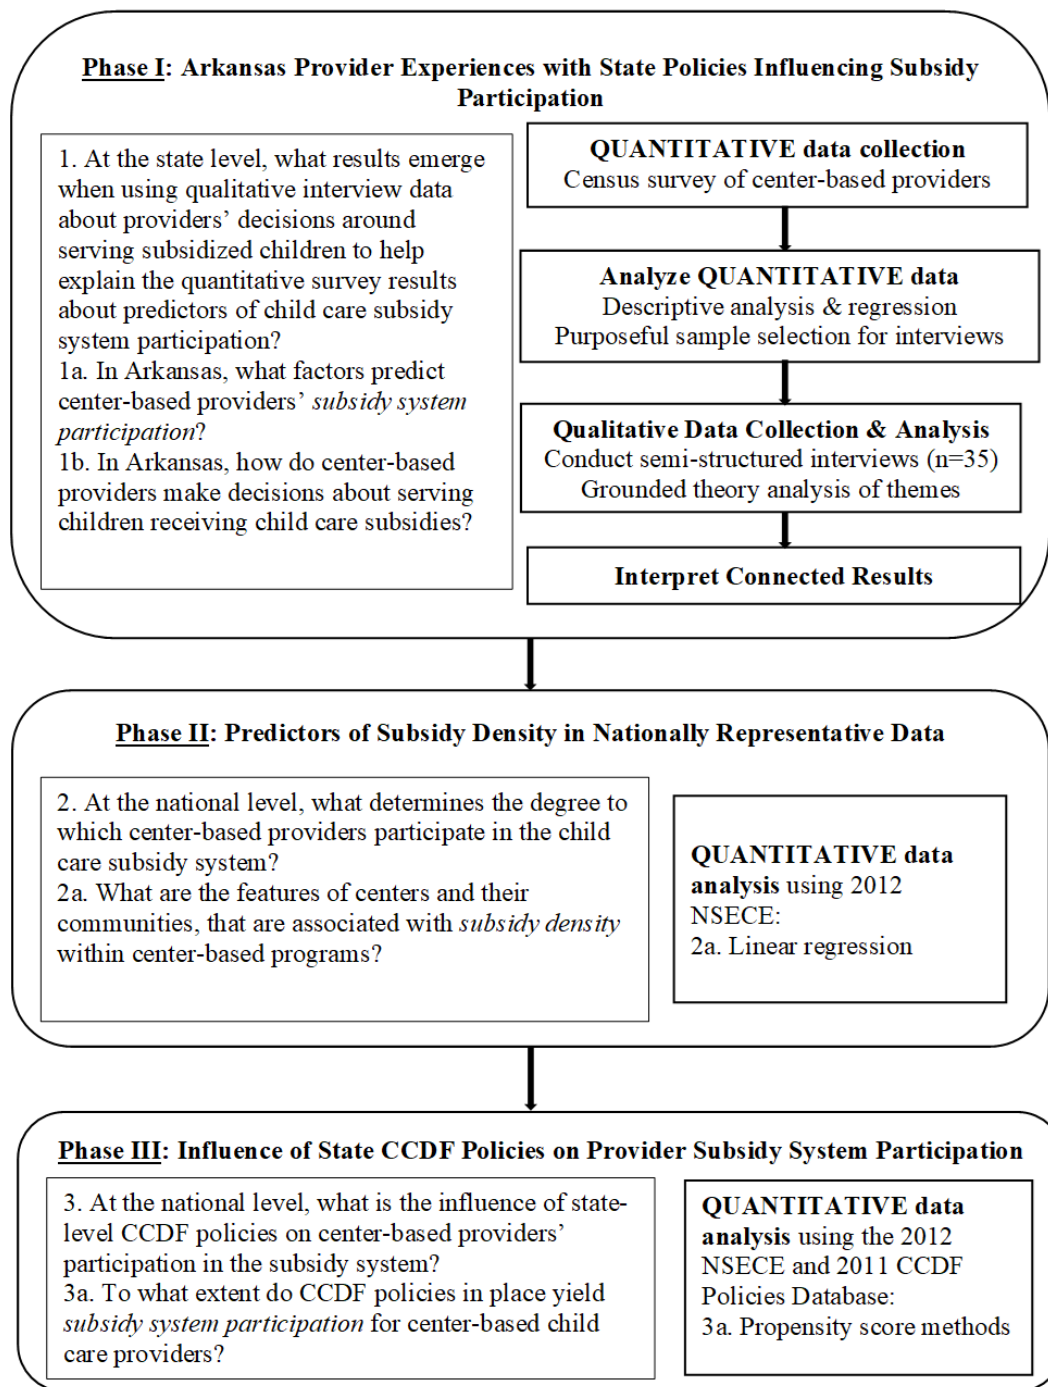 Phase I: Arkansas Provider Experiences with State Policies Influencing Subsidy
Participation
1. At the state level, what results emerge
when using qualitative interview data
about providers’ decisions around
serving subsidized children to help
explain the quantitative survey results
about predictors of child care subsidy
system participation?
1a. In Arkansas, what factors predict
center-based providers’ subsidy system
participation?
1b. In Arkansas, how do center-based
providers make decisions about serving
children receiving child care subsidies?
QUANTITATIVE data collection
Census survey of center-based providers
Analyze QUANTITATIVE data
Descriptive analysis & regression
Purposeful sample selection for interviews
Qualitative Data Collection & Analysis
Conduct semi-structured interviews (n=35)
Grounded theory analysis of themes
Interpret Connected Results
Phase II: Predictors of Subsidy Density in Nationally Representative Data
2. At the national level, what determines the degree to
which center-based providers participate in the child
care subsidy system?
2a. What are the features of centers and their
communities, that are associated with subsidy density
within center-based programs?
QUANTITATIVE data
analysis using 2012
NSECE:
2a. Linear regression
Phase III: Influence of State CCDF Policies on Provider Subsidy System Participation
3. At the national level, what is the influence of state-
level CCDF policies on center-based providers’
participation in the subsidy system?
3a. To what extent do CCDF policies in place yield
subsidy system participation for center-based child
care providers?
QUANTITATIVE data
analysis using the 2012
NSECE and 2011 CCDF
Policies Database:
3a. Propensity score methods